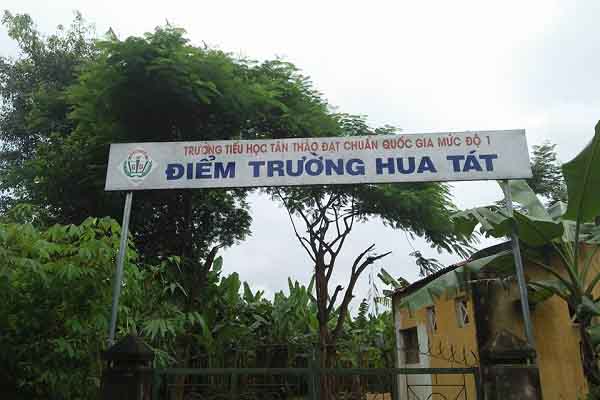 TRƯỜNG TIỂU HỌC TÂN THẢO ĐẠT CHUẨN QUỐC GIA MỨC ĐỘ 1
ĐIỂM TRƯỜNG HUA TÁT